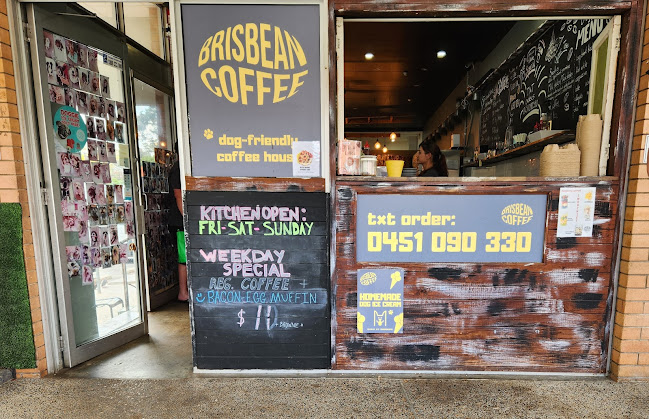 BRISBEAN
COFFEE
dog-friendly
coffee house
KITCHEN OPEN:
FRI-SAT-SUNDAY
WEEKDAY
SPECIAL
REG. COFFEE +
BACON-EGG MUFFIN
$ 11
MENU
txt order:
0451 090 330
BRISBEAN
COFFEE
HOMEMADE
DOG ICE CREAM